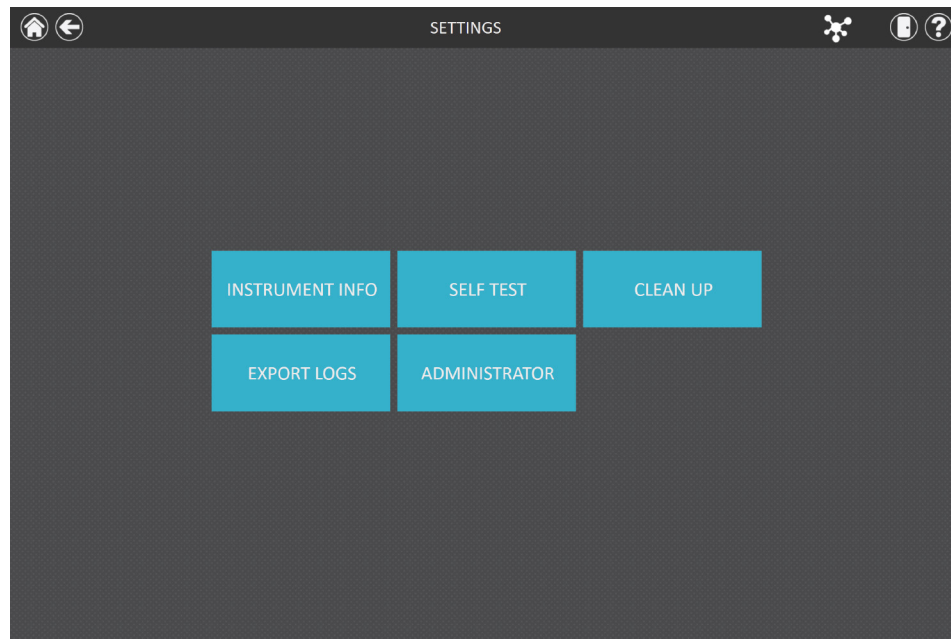 SETTINGS
INSTRUMENT INFO
SELF TEST
CLEAN UP
EXPORT LOGS
ADMINISTRATOR